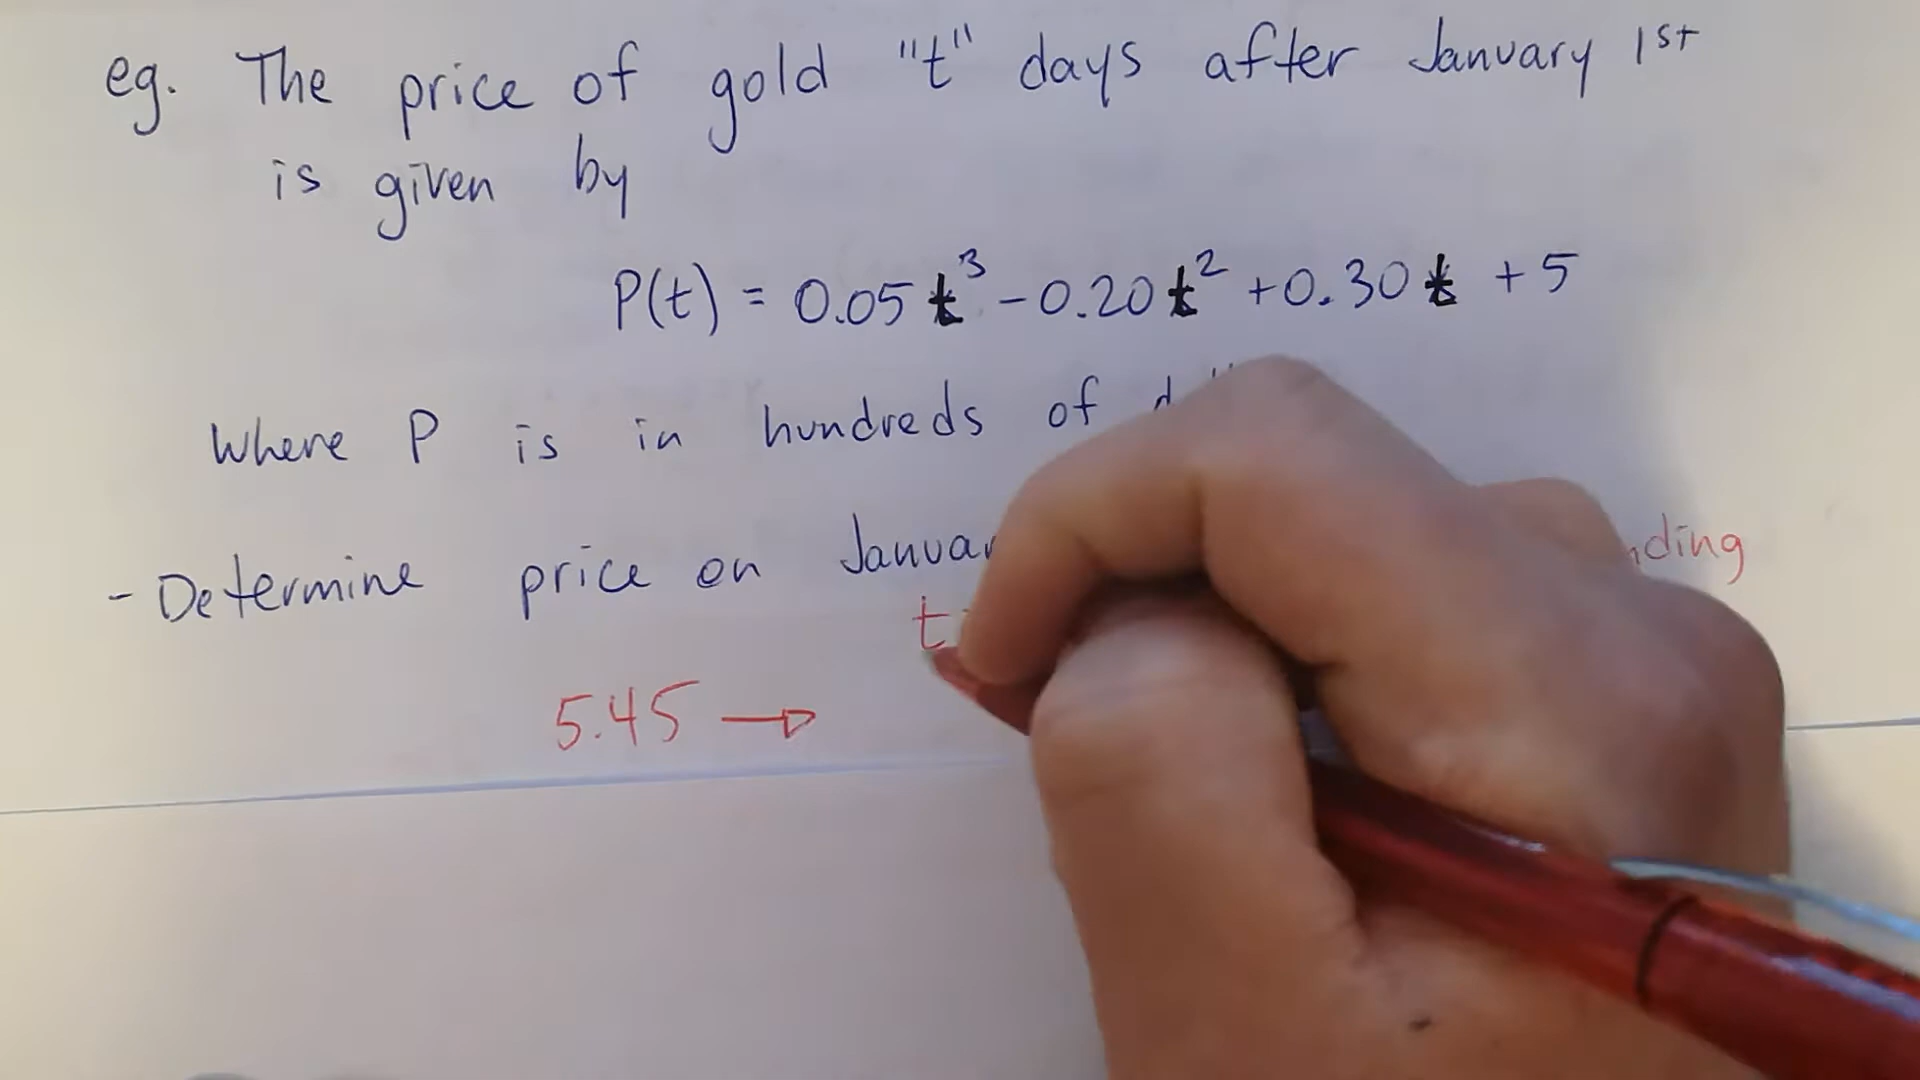 eg. The price of gold "t" days after January 1st
is given by
P(t) = 0.05t³ - 0.20t² + 0.30t + 5
Where P is in hundreds of
- Determine price on
t
5.45 →